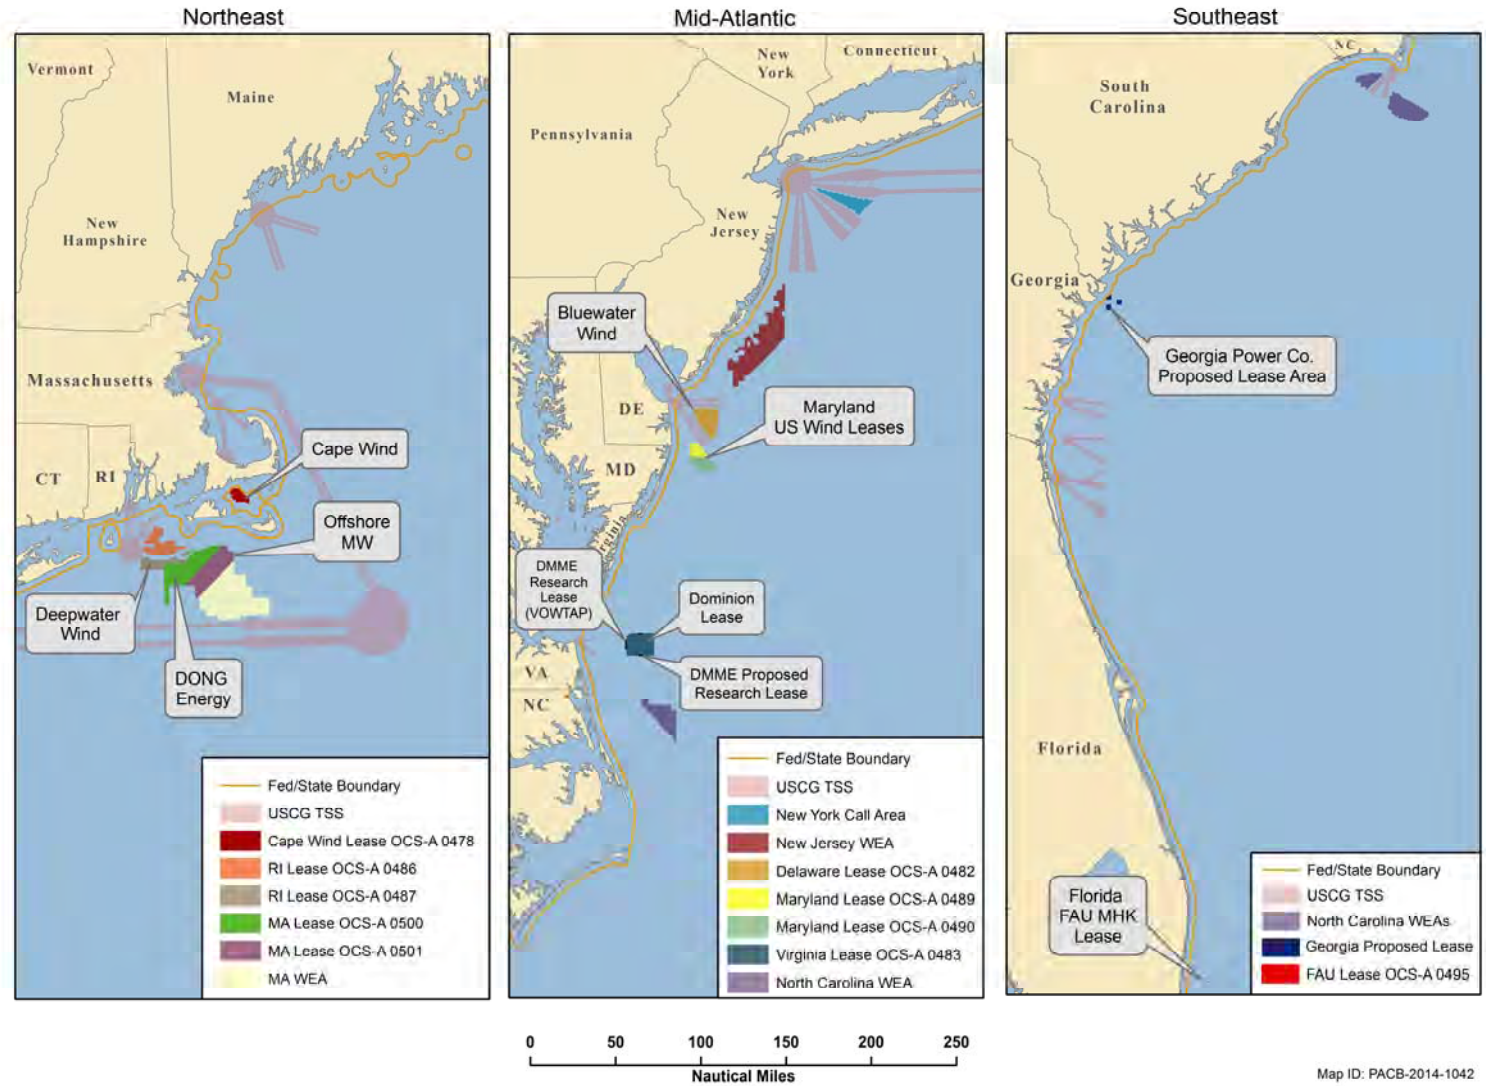 Northeast
Vermont
Maine
New
Hampshire
Massachusetts
CT
RI
Cape Wind
Offshore
MW
Deepwater
Wind
DONG
Energy
Fed/State Boundary
USCG TSS
Cape Wind Lease OCS-A 0478
RI Lease OCS-A 0486
RI Lease OCS-A 0487
MA Lease OCS-A 0500
MA Lease OCS-A 0501
MA WEA
Mid-Atlantic
New
York
Connecticut
Pennsylvania
New
Jersey
Bluewater
Wind
DE
Maryland
US Wind Leases
MD
rginia
DMME
Research
Lease
(VOWTAP)
Dominion
Lease
VA
DMME Proposed
Research Lease
NC
Fed/State Boundary
USCG TSS
New York Call Area
New Jersey WEA
Delaware Lease OCS-A 0482
Maryland Lease OCS-A 0489
Maryland Lease OCS-A 0490
Virginia Lease OCS-A 0483
North Carolina WEA
Southeast
NC
South
Carolina
Georgia
Georgia Power Co.
Proposed Lease Area
Florida
Florida
FAU MHK
Lease
Fed/State Boundary
USCG TSS
North Carolina WEAs
Georgia Proposed Lease
FAU Lease OCS-A 0495
0 50 100 150 200 250
Nautical Miles
Map ID: PACB-2014-1042